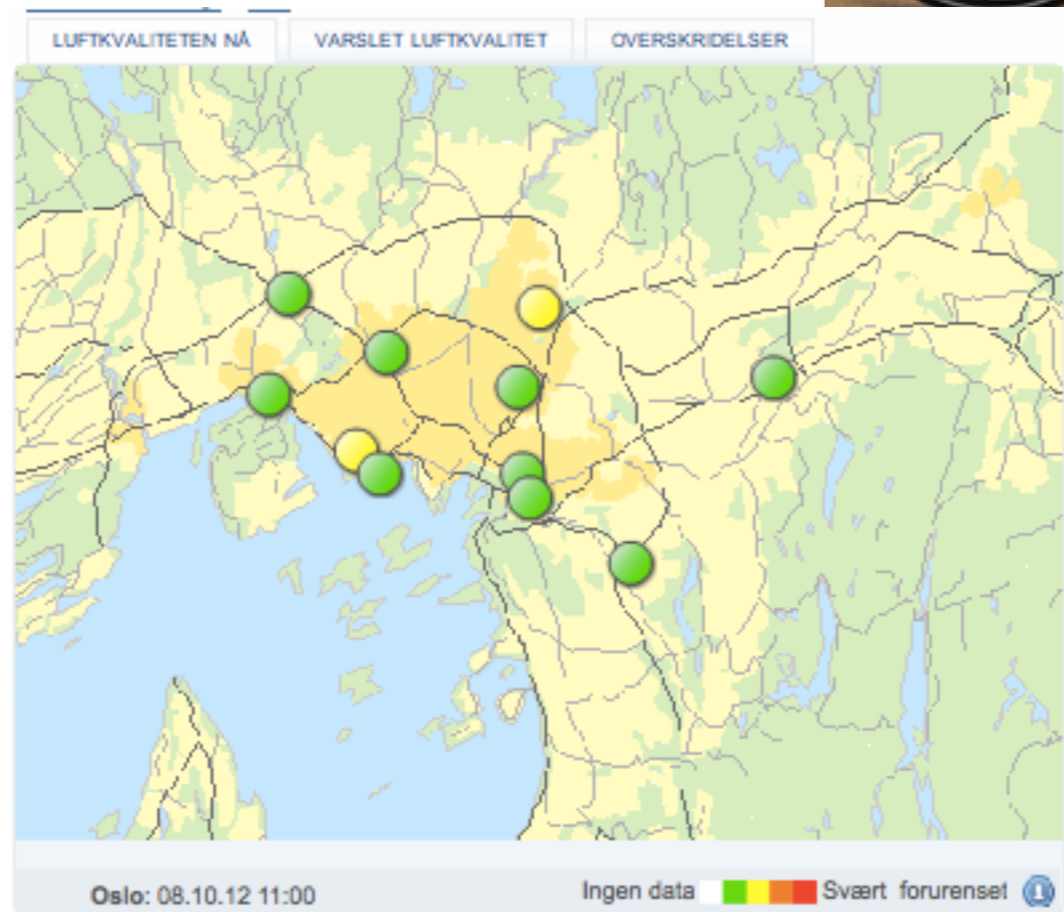 LUFTKVALITETEN NÅ
VARSLET LUFTKVALITET
OVERSKRIDELSER
Oslo: 08.10.12 11:00
Ingen data
Svært forurenset